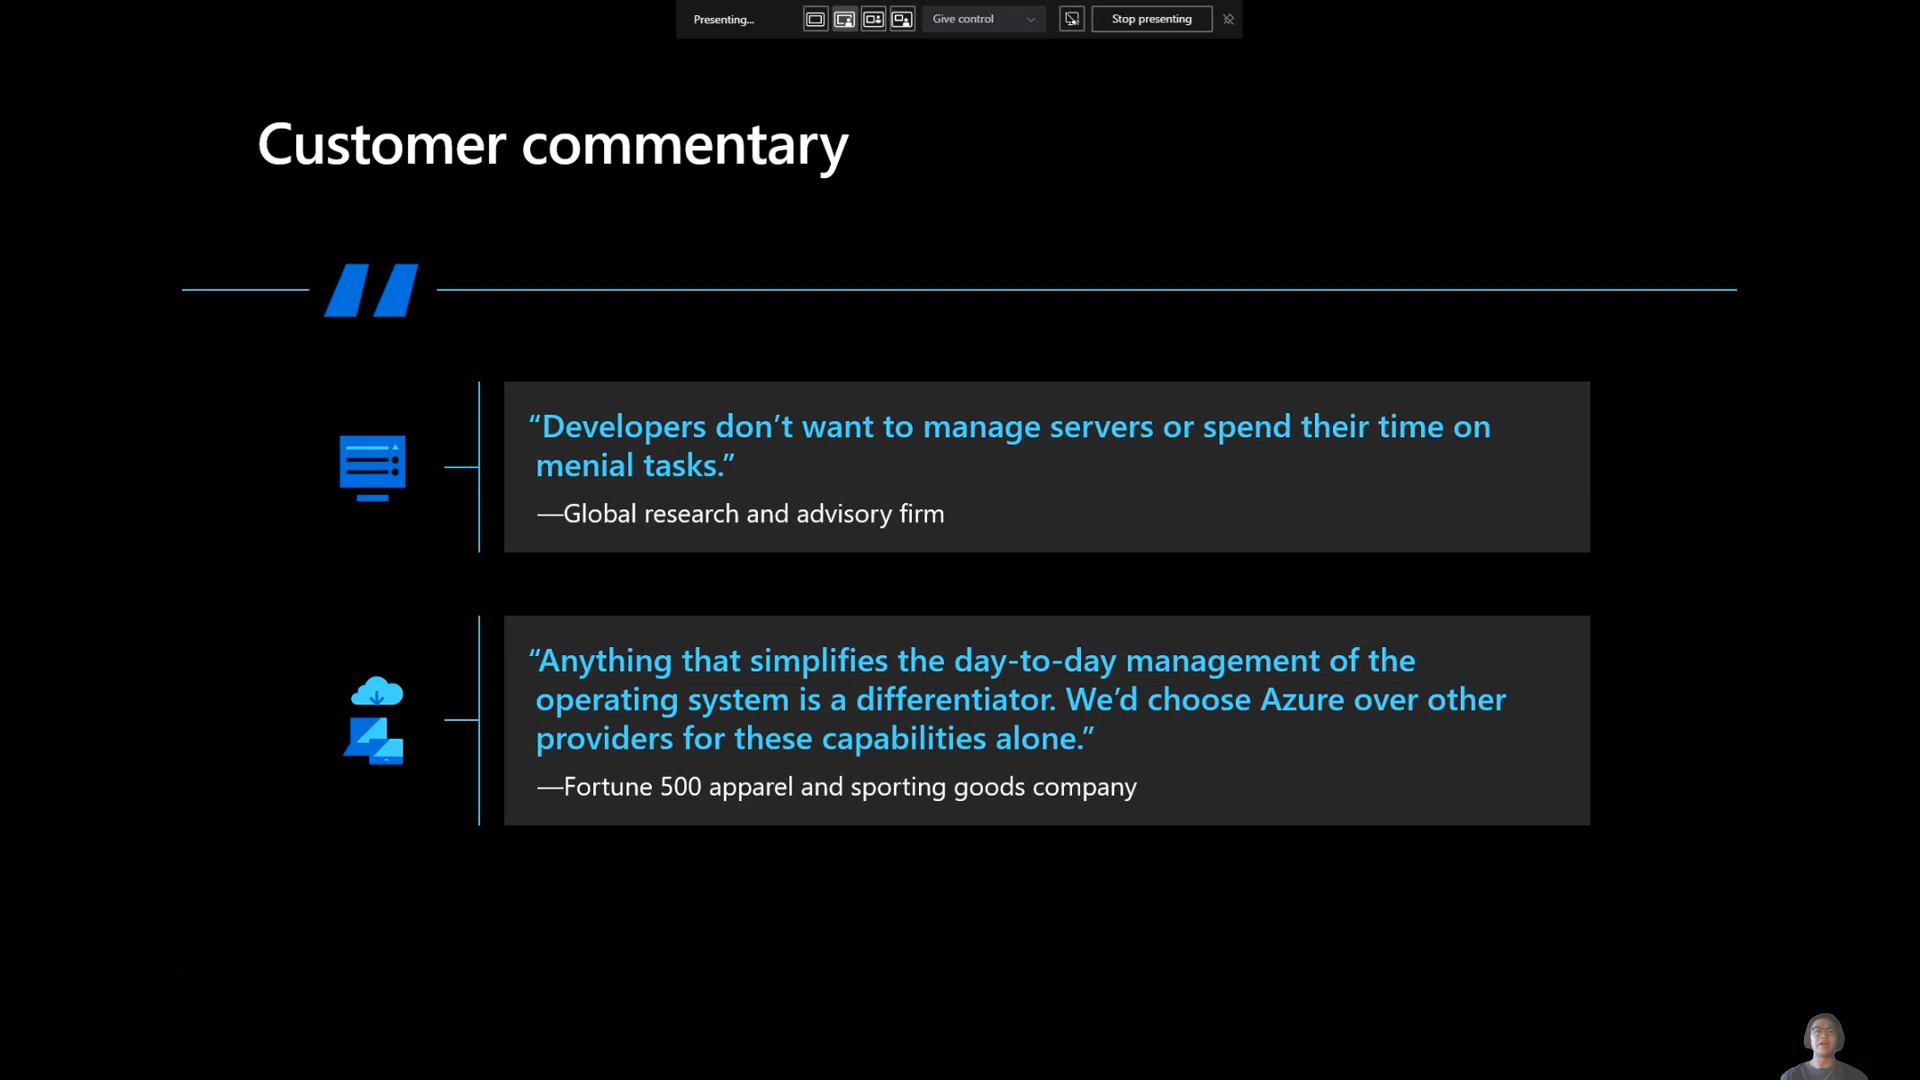 Presenting...
Give control
Stop presenting
Customer commentary
“Developers don’t want to manage servers or spend their time on
menial tasks.”
—Global research and advisory firm
“Anything that simplifies the day-to-day management of the
operating system is a differentiator. We’d choose Azure over other
providers for these capabilities alone.”
—Fortune 500 apparel and sporting goods company